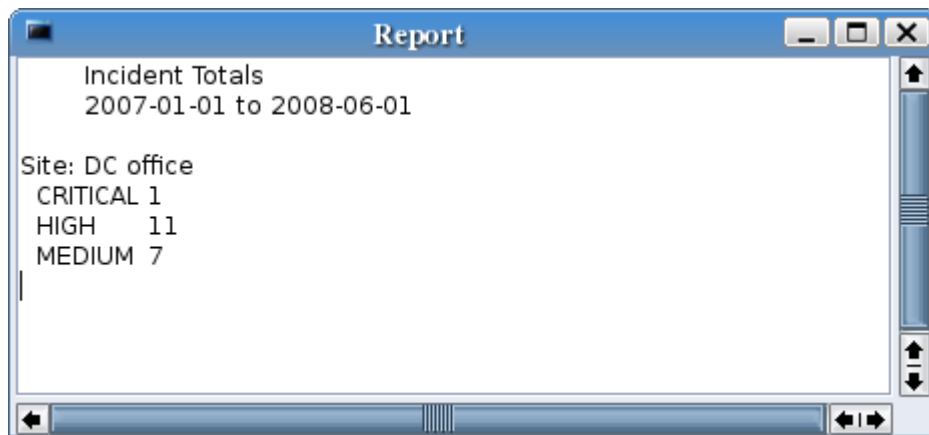 Report
Incident Totals
2007-01-01 to 2008-06-01
Site: DC office
CRITICAL 1
HIGH 11
MEDIUM 7